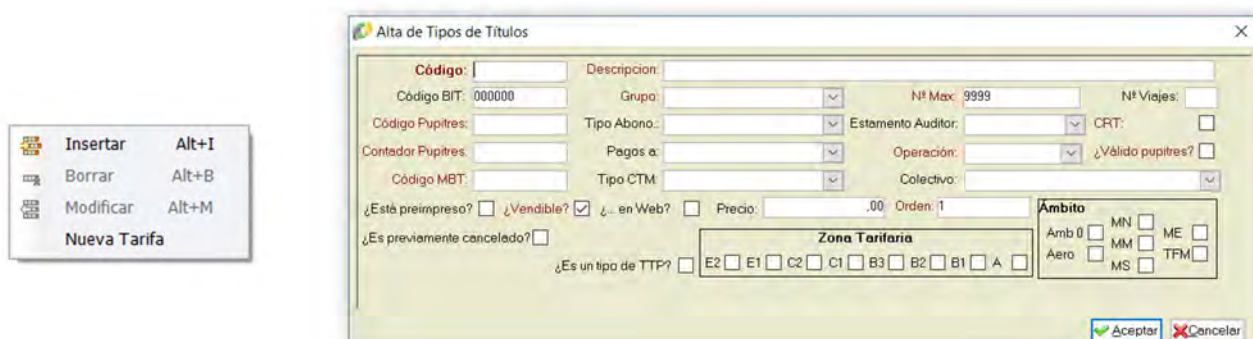 Insertar Alt+I
Borrar Alt+B
Modificar Alt+M
Nueva Tarifa
Alta de Tipos de Títulos
Código: Descripcion:
Código BIT: 000000 Grupo: Nº Max: 9999 Nº Viajes:
Código Pupitres: Tipo Abono.: Estamento Auditor: CRT:
Contador Pupitres: Pagos a: Operación: ¿Válido pupitres?
Código MBT: Tipo CTM: Colectivo:
¿Está preimpreso? ¿Vendible? ¿... en Web? Precio: .00 Orden: 1
¿Es previamente cancelado?
¿Es un tipo de TTP?
Zona Tarifaria
E2 E1 C2 C1 B3 B2 B1 A
Ámbito
Amb 0 MN ME
Aero MM TFM
MS
Aceptar Cancelar